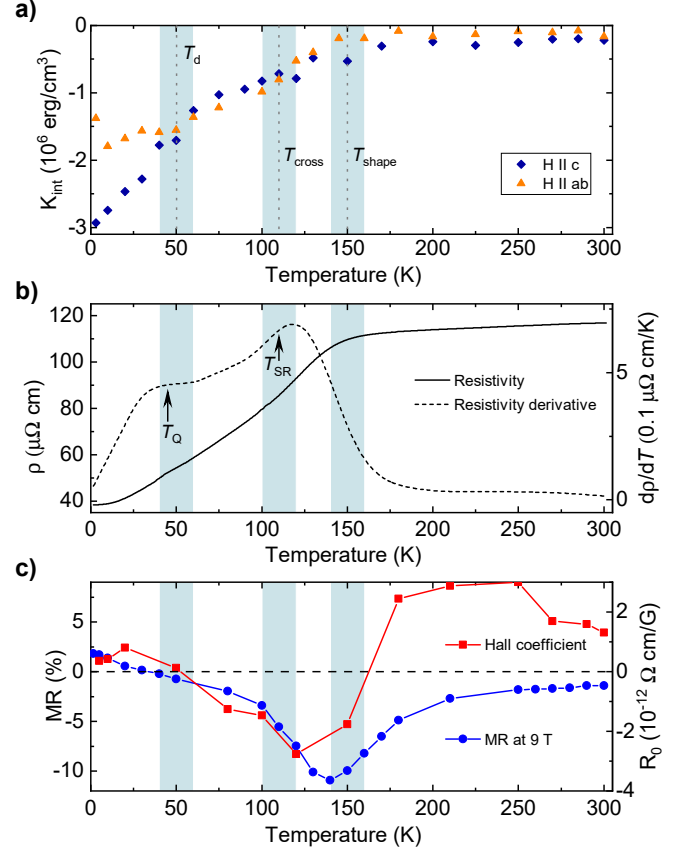 a)
0
-1
-2
-3
K_int (10^6 erg/cm^3)
T_d
T_cross
T_shape
H II c
H II ab
0 50 100 150 200 250 300
Temperature (K)
b)
120
100
80
60
40
ρ (μΩ cm)
T_SR
T_Q
Resistivity
Resistivity derivative
5
0
dρ/dT (0.1 μΩ cm/K)
0 50 100 150 200 250 300
Temperature (K)
c)
5
0
-5
-10
MR (%)
Hall coefficient
MR at 9 T
2
0
-2
-4
R_0 (10^-12 Ω cm/G)
0 50 100 150 200 250 300
Temperature (K)